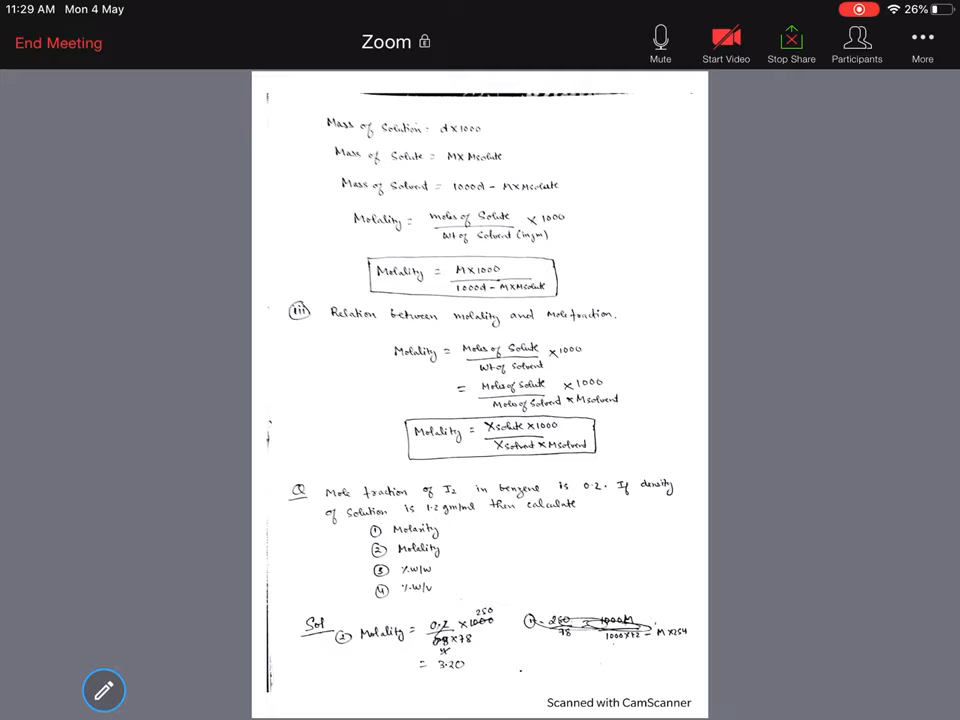 11:29 AM Mon 4 May
26%
End Meeting
Zoom
Mute
Start Video
Stop Share
Participants
More
Mass of Solution = d×1000
Mass of Solute = M×Msolute
Mass of Solvent = 1000d - M×Msolute
Molality = moles of Solute / wt of Solvent (in gm) × 1000
Molality = M×1000 / 1000d - M×Msolute
(iii) Relation between molality and Mole fraction.
Molality = Moles of Solute / wt of Solvent × 1000
= Moles of Solute / Moles of Solvent × Msolvent × 1000
Molality = Xsolute × 1000 / Xsolvent × Msolvent
Q Mole fraction of I2 in benzene is 0.2. If density
of Solution is 1.2 gm/ml then calculate
① Molarity
② Molality
③ %w/w
④ %w/v
Sol
② Molality = 0.2 / 0.8 × 78 × 1000 250
= 3.20
250 / 78 = 1000M / - M×254
Scanned with CamScanner